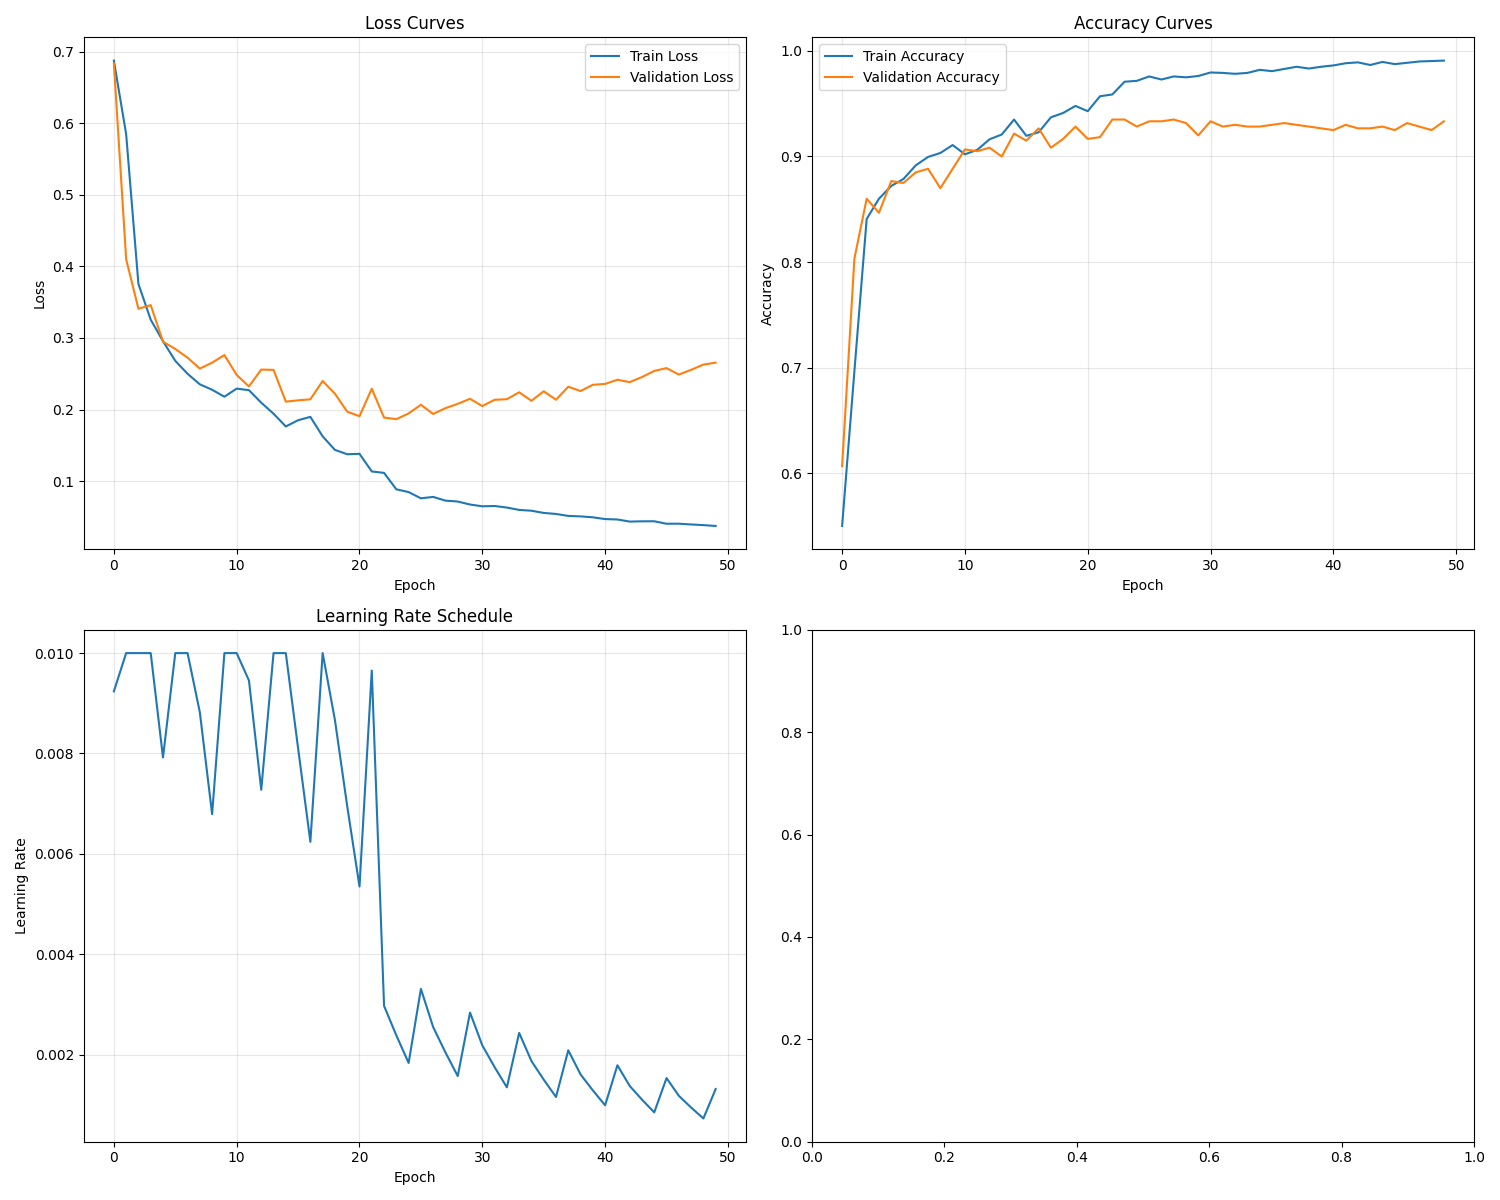 Loss Curves
0.7
0.6
0.5
0.4
0.3
0.2
0.1
Loss
Train Loss
Validation Loss
0 10 20 30 40 50
Epoch
Accuracy Curves
1.0
0.9
0.8
0.7
0.6
Accuracy
Train Accuracy
Validation Accuracy
0 10 20 30 40 50
Epoch
Learning Rate Schedule
0.010
0.008
0.006
0.004
0.002
Learning Rate
0 10 20 30 40 50
Epoch
1.0
0.8
0.6
0.4
0.2
0.0
0.0 0.2 0.4 0.6 0.8 1.0